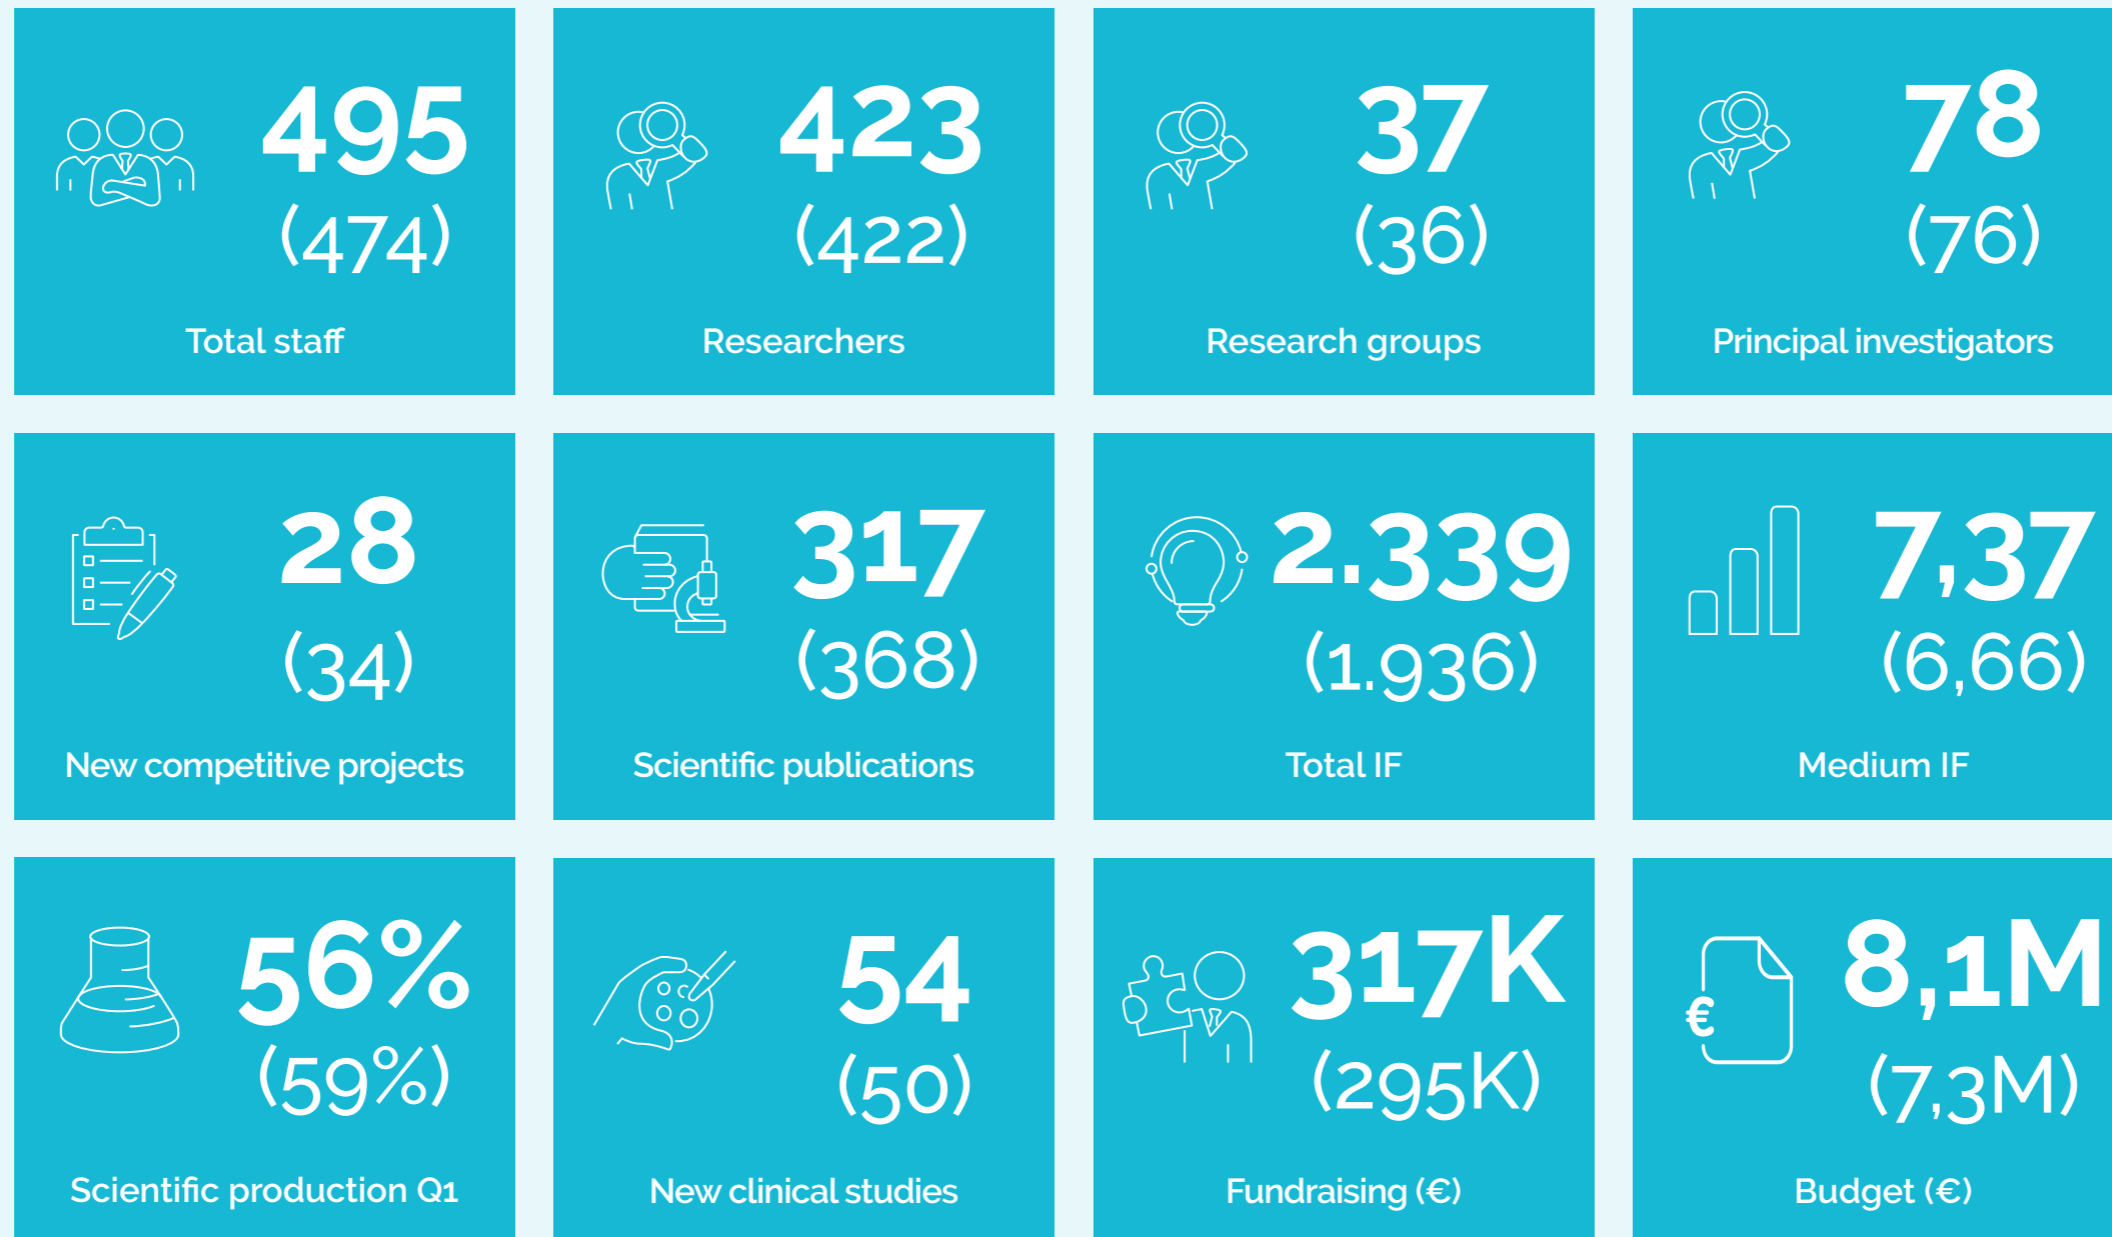 495
(474)
Total staff
423
(422)
Researchers
37
(36)
Research groups
78
(76)
Principal investigators
28
(34)
New competitive projects
317
(368)
Scientific publications
2.339
(1.936)
Total IF
7,37
(6,66)
Medium IF
56%
(59%)
Scientific production Q1
54
(50)
New clinical studies
317K
(295K)
Fundraising (€)
€
8,1M
(7,3M)
Budget (€)